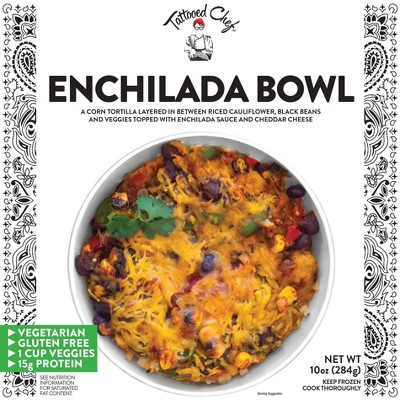 Tattooed Chef
ENCHILADA BOWL
A CORN TORTILLA LAYERED IN BETWEEN RICED CAULIFLOWER, BLACK BEANS
AND VEGGIES TOPPED WITH ENCHILADA SAUCE AND CHEDDAR CHEESE
VEGETARIAN
GLUTEN FREE
1 CUP VEGGIES
15g PROTEIN
SEE NUTRITION
INFORMATION
FOR SATURATED
FAT CONTENT.
Serving Suggestion
NET WT
10oz (284g)
KEEP FROZEN
COOK THOROUGHLY